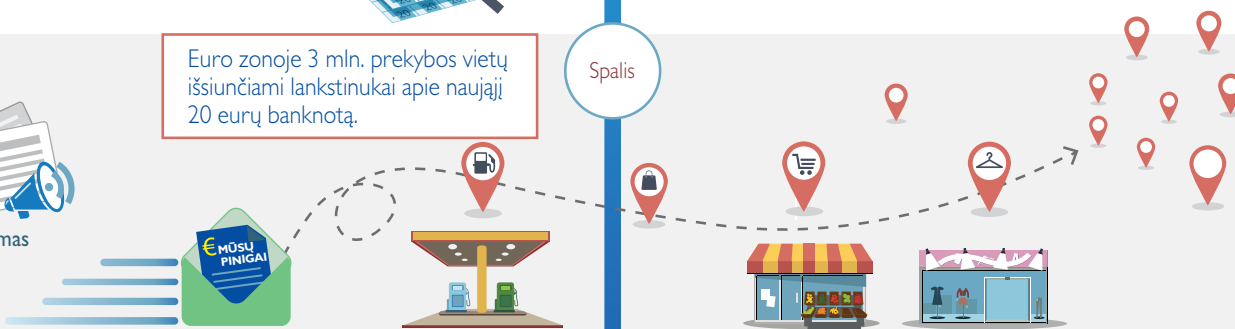 Euro zonoje 3 mln. prekybos vietų
išsiunčiami lankstinukai apie naująjį
20 eurų banknotą.
Spalis
mas
€ MŪSŲ
PINIGAI